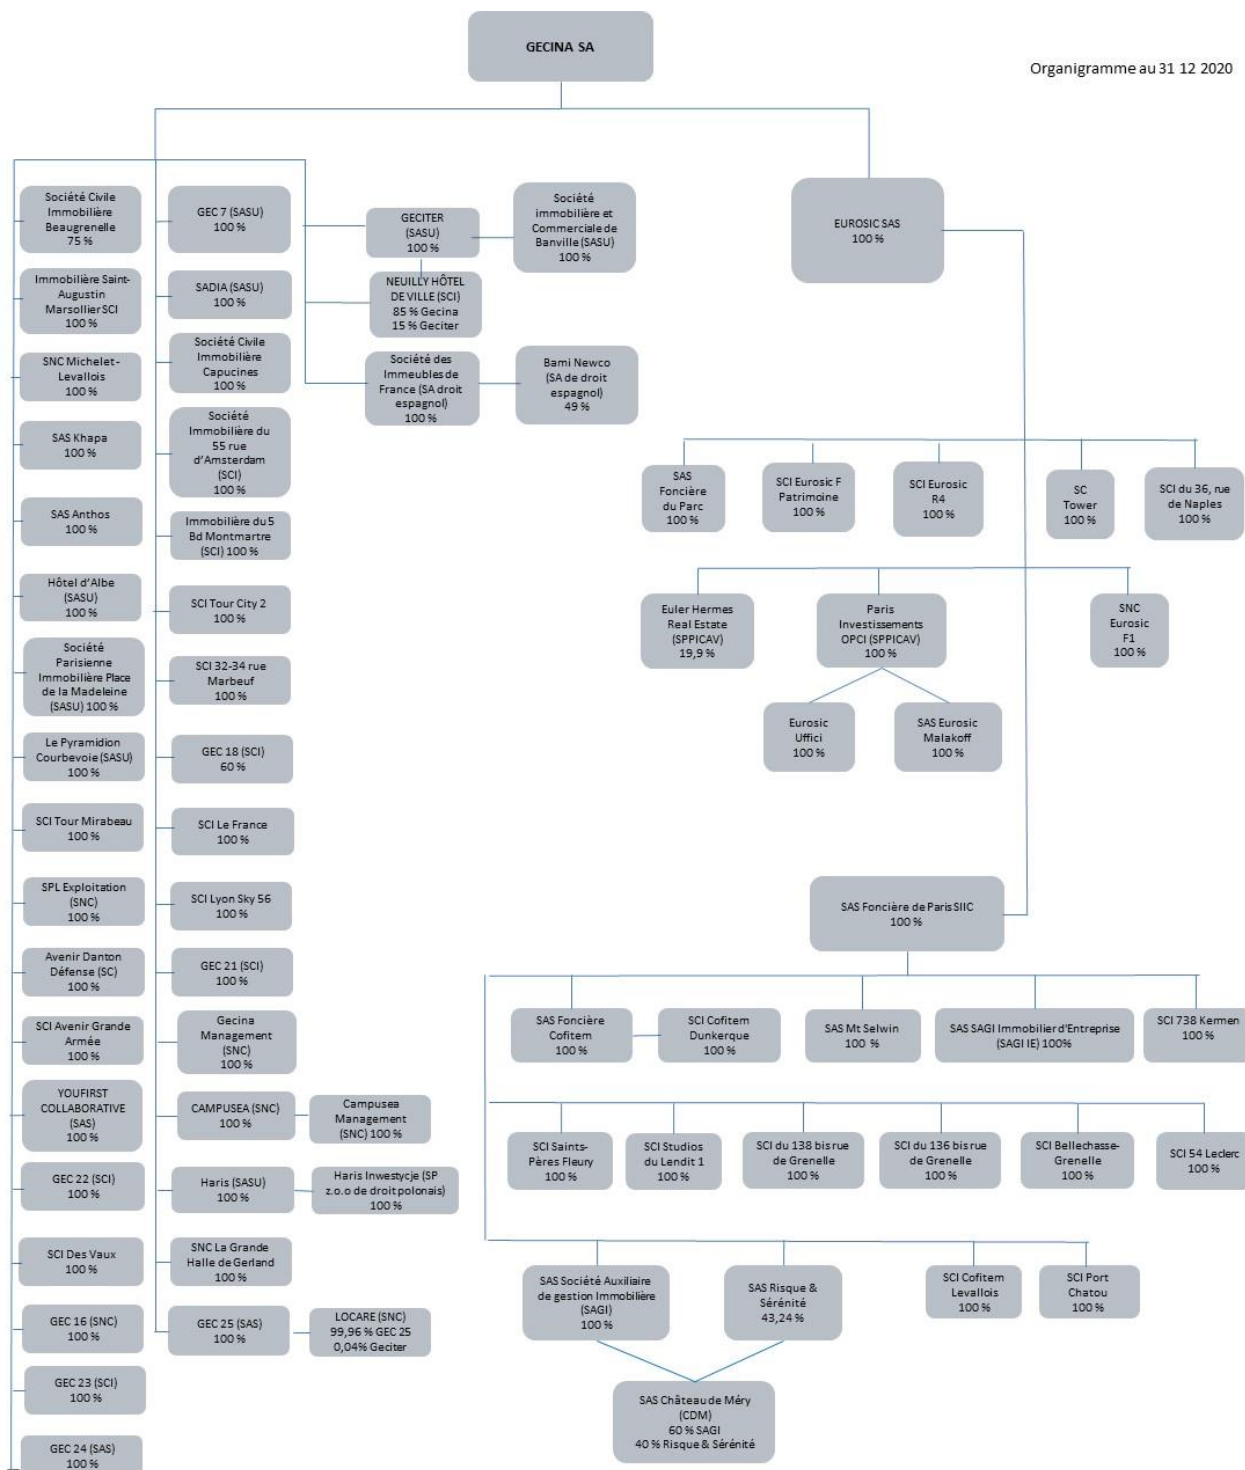 GECINA SA
Organigramme au 31 12 2020
Société Civile
Immobilière
Beaugrenelle
75 %
Immobilière Saint-
Augustin
Marsollier SCI
100 %
SNC Michelet -
Levallois
100 %
SAS Khapa
100 %
SAS Anthos
100 %
Hôtel d'Albe
(SASU)
100 %
Société
Parisienne
Immobilière Place
de la Madeleine
(SASU) 100 %
Le Pyramidion
Courbevoie (SASU)
100 %
SCI Tour Mirabeau
100 %
SPL Exploitation
(SNC)
100 %
Avenir Danton
Défense (SC)
100 %
SCI Avenir Grande
Armée
100 %
YOUFIRST
COLLABORATIVE
(SAS)
100 %
GEC 22 (SCI)
100 %
SCI Des Vaux
100 %
GEC 16 (SNC)
100 %
GEC 23 (SCI)
100 %
GEC 24 (SAS)
100 %
GEC 7 (SASU)
100 %
SADIA (SASU)
100 %
Société Civile
Immobilière
Capucines
100 %
Société
Immobilière du
55 rue
d'Amsterdam
(SCI)
100 %
Immobilière du 5
Bd Montmartre
(SCI) 100 %
SCI Tour City 2
100 %
SCI 32-34 rue
Marbeuf
100 %
GEC 18 (SCI)
60 %
SCI Le France
100 %
SCI Lyon Sky 56
100 %
GEC 21 (SCI)
100 %
Gecina
Management
(SNC)
100 %
CAMPUSEA (SNC)
100 %
Campusea
Management
(SNC) 100 %
Haris (SASU)
100 %
Haris Inwestycje (SP
z.o.o de droit polonais)
100 %
SNC La Grande
Halle de Gerland
100 %
GEC 25 (SAS)
100 %
LOCARE (SNC)
99,96 % GEC 25
0,04% Geciter
GECITER
(SASU)
100 %
Société
immobilière et
Commerciale de
Banville (SASU)
100 %
NEUILLY HÔTEL
DE VILLE (SCI)
85 % Gecina
15 % Geciter
Société des
Immeubles de
France (SA droit
espagnol)
100 %
Bami Newco
(SA de droit
espagnol)
49 %
EUROSIC SAS
100 %
SAS
Foncière
du Parc
100 %
SCI Eurosic F
Patrimoine
100 %
SCI Eurosic
R4
100 %
SC
Tower
100 %
SCI du 36, rue
de Naples
100 %
Euler Hermes
Real Estate
(SPPICAV)
19,9 %
Paris
Investissements
OPCI (SPPICAV)
100 %
SNC
Eurosic
F1
100 %
Eurosic
Uffici
100 %
SAS Eurosic
Malakoff
100 %
SAS Foncière de Paris SIIC
100 %
SAS Foncière
Cofitem
100 %
SCI Cofitem
Dunkerque
100 %
SAS Mt Selwin
100 %
SAS SAGI Immobilier d'Entreprise
(SAGI IE) 100%
SCI 738 Kermen
100 %
SCI Saints-
Pères Fleury
100 %
SCI Studios
du Lendit 1
100 %
SCI du 138 bis rue
de Grenelle
100 %
SCI du 136 bis rue
de Grenelle
100 %
SCI Bellechasse-
Grenelle
100 %
SCI 54 Leclerc
100 %
SAS Société Auxiliaire
de gestion Immobilière
(SAGI)
100 %
SAS Risque &
Sérénité
43,24 %
SCI Cofitem
Levallois
100 %
SCI Port
Chatou
100 %
SAS Château de Méry
(CDM)
60 % SAGI
40 % Risque & Sérénité